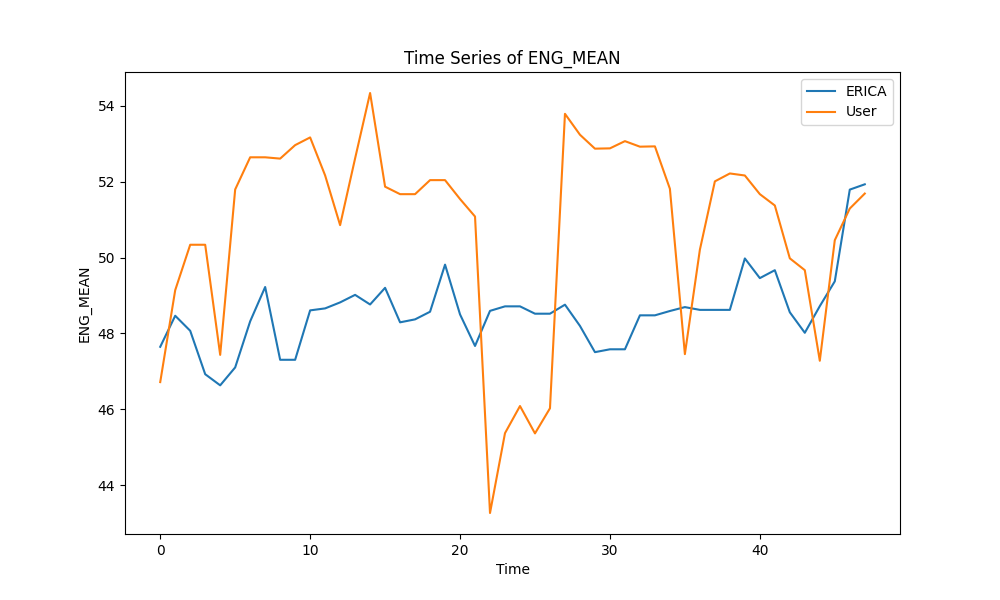 Time Series of ENG_MEAN
ERICA
User
ENG_MEAN
54
52
50
48
46
44
0 10 20 30 40
Time